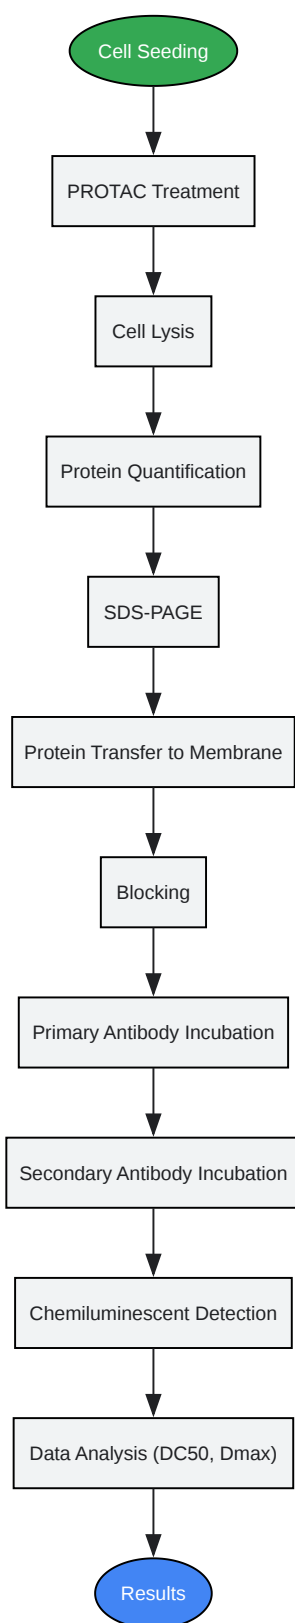 Cell Seeding
PROTAC Treatment
Cell Lysis
Protein Quantification
SDS-PAGE
Protein Transfer to Membrane
Blocking
Primary Antibody Incubation
Secondary Antibody Incubation
Chemiluminescent Detection
Data Analysis (DC50, Dmax)
Results